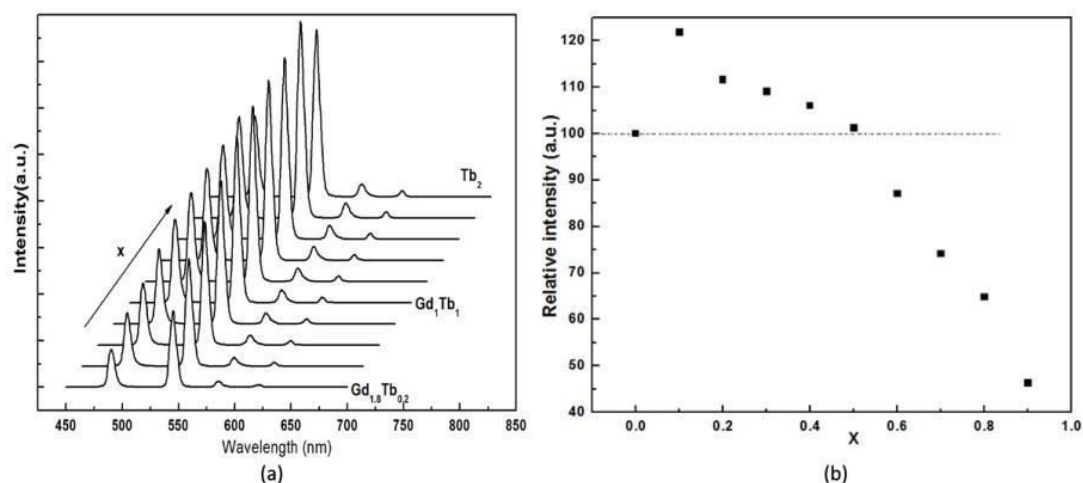 Intensity(a.u.)
X
Tb2
Gd1Tb1
Gd1.8Tb0.2
450 500 550 600 650 700 750 800 850
Wavelength (nm)
(a)
Relative intensity (a.u.)
120
110
100
90
80
70
60
50
40
0.0 0.2 0.4 0.6 0.8 1.0
X
(b)